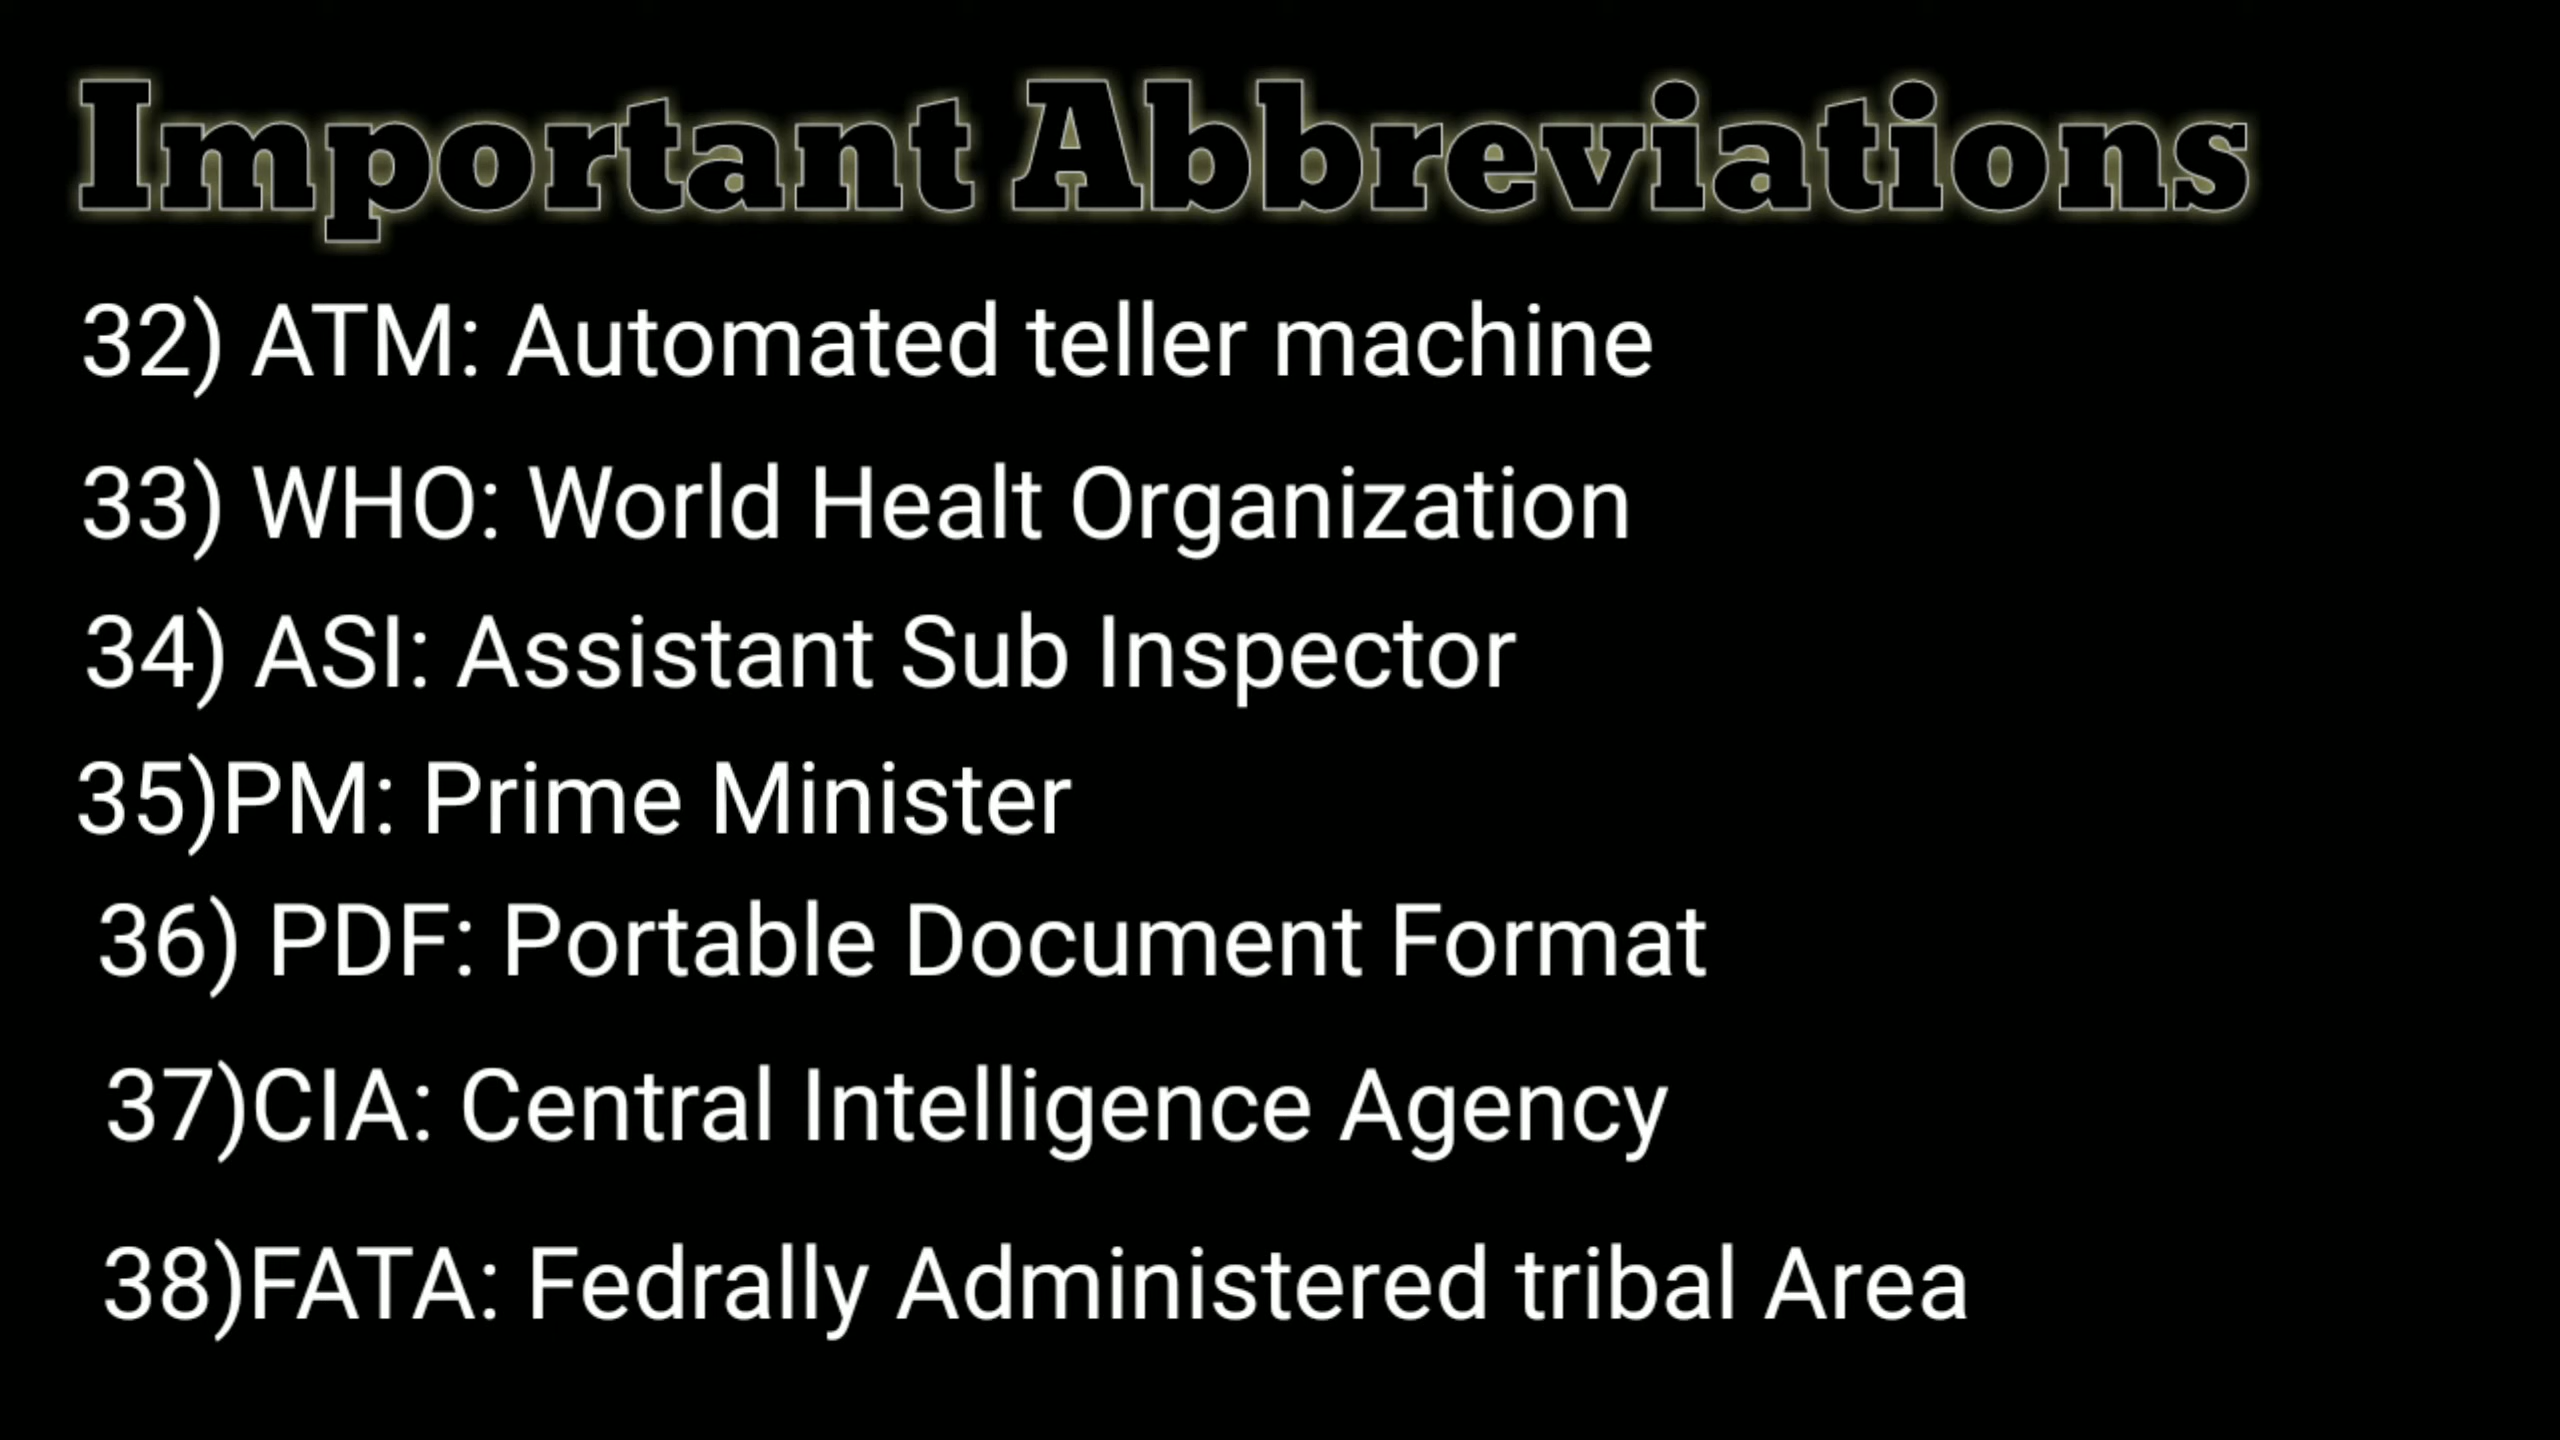 Important Abbreviations
32) ATM: Automated teller machine
33) WHO: World Healt Organization
34) ASI: Assistant Sub Inspector
35)PM: Prime Minister
36) PDF: Portable Document Format
37)CIA: Central Intelligence Agency
38)FATA: Fedrally Administered tribal Area